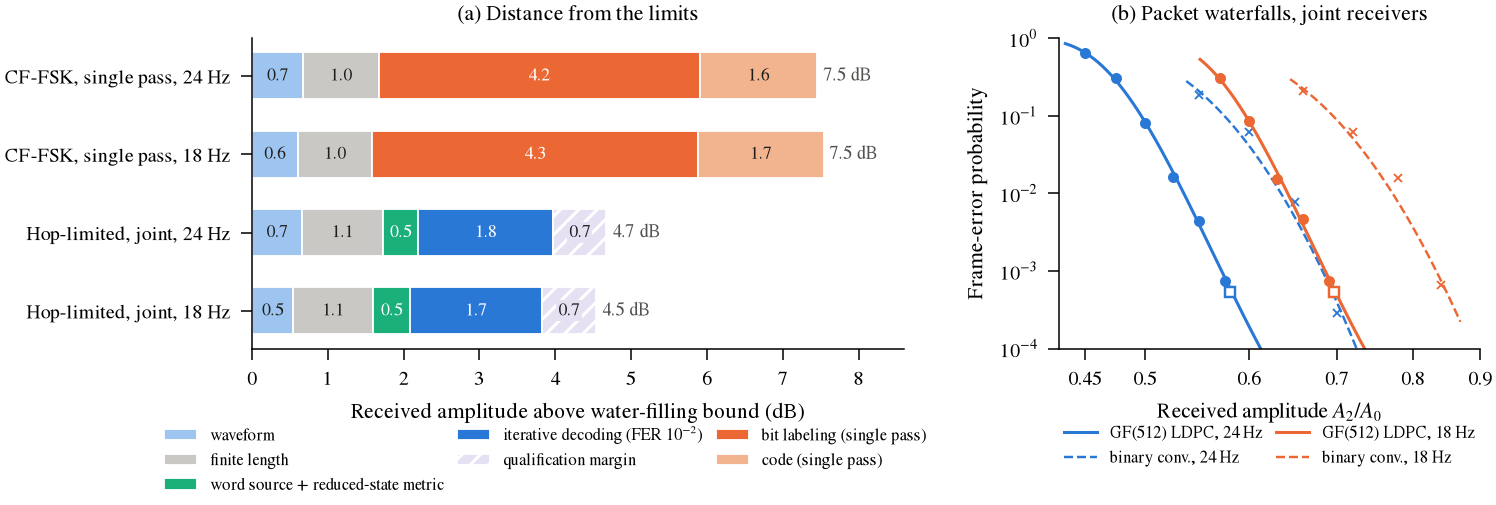 (a) Distance from the limits
CF-FSK, single pass, 24 Hz
0.7 1.0 4.2 1.6 7.5 dB
CF-FSK, single pass, 18 Hz
0.6 1.0 4.3 1.7 7.5 dB
Hop-limited, joint, 24 Hz
0.7 1.1 0.5 1.8 0.7 4.7 dB
Hop-limited, joint, 18 Hz
0.5 1.1 0.5 1.7 0.7 4.5 dB
0 1 2 3 4 5 6 7 8
Received amplitude above water-filling bound (dB)
waveform
finite length
word source + reduced-state metric
iterative decoding (FER 10⁻²)
qualification margin
bit labeling (single pass)
code (single pass)
(b) Packet waterfalls, joint receivers
Frame-error probability
10⁰
10⁻¹
10⁻²
10⁻³
10⁻⁴
0.45 0.5 0.6 0.7 0.8 0.9
Received amplitude A₂/A₀
GF(512) LDPC, 24 Hz
binary conv., 24 Hz
GF(512) LDPC, 18 Hz
binary conv., 18 Hz